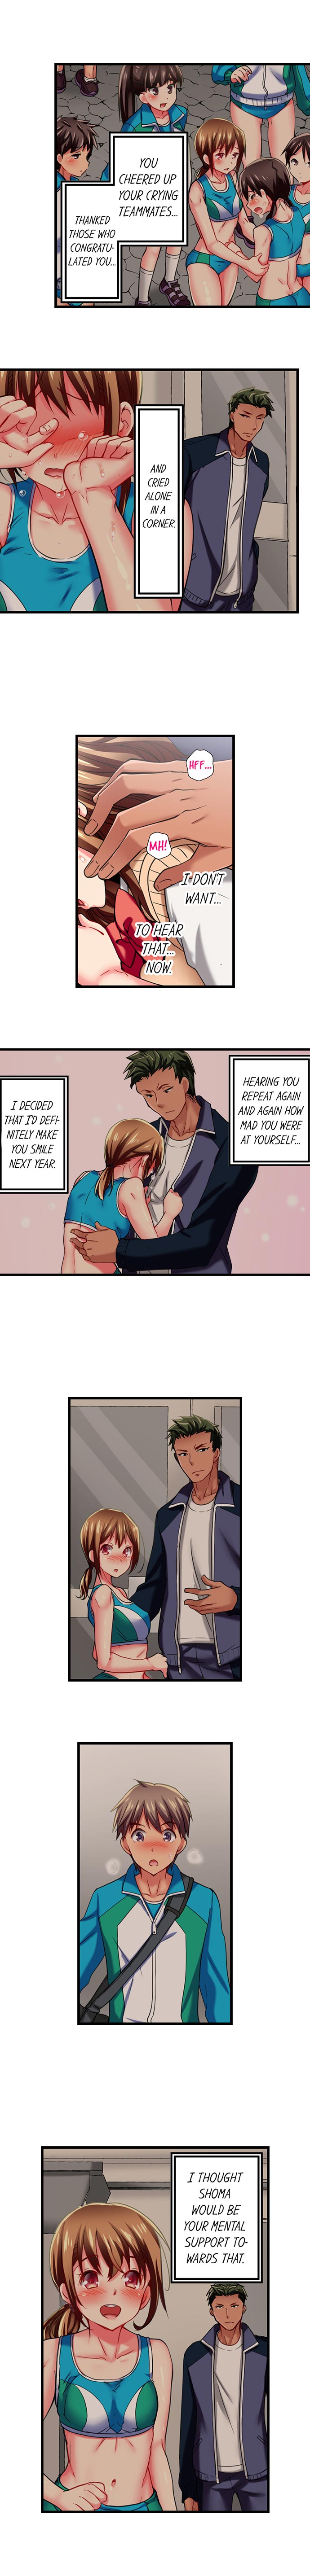 YOU
CHEERED UP
YOUR CRYING
TEAMMATES...
THANKED
THOSE WHO
CONGRATU-
LATED YOU...
AND
CRIED
ALONE
IN A
CORNER.
HFF...
MH!
I DON'T
WANT...
TO HEAR
THAT...
NOW.
HEARING YOU
REPEAT AGAIN
AND AGAIN HOW
MAD YOU WERE
AT YOURSELF...
I DECIDED
THAT I'D DEFI-
NITELY MAKE
YOU SMILE
NEXT YEAR.
I THOUGHT
SHOMA
WOULD BE
YOUR MENTAL
SUPPORT TO-
WARDS THAT.